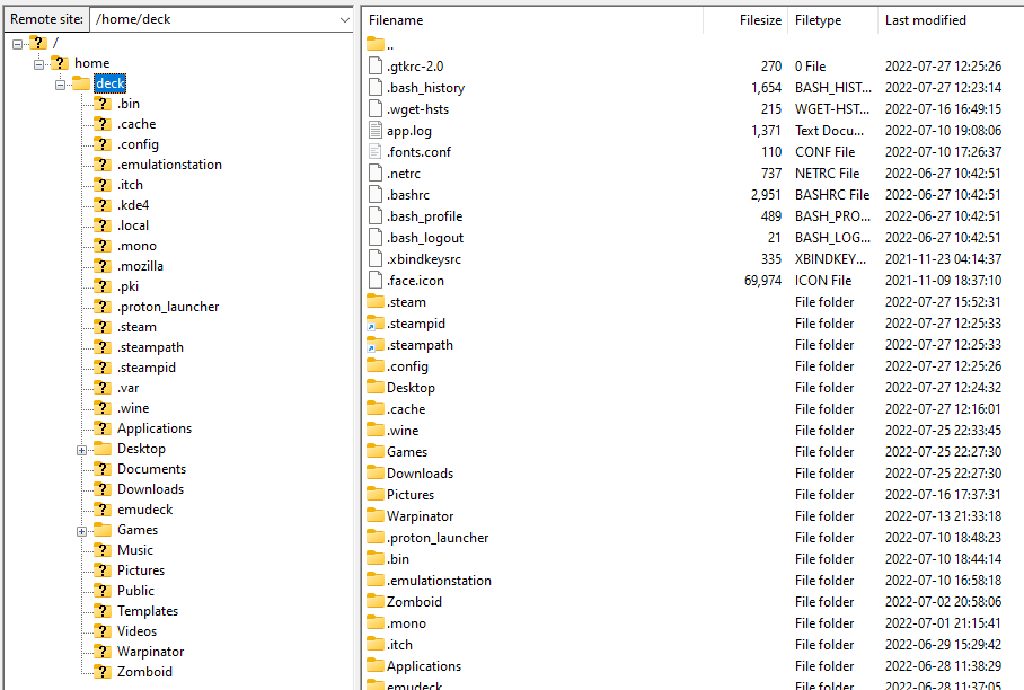 Remote site: /home/deck
/
home
deck
.bin
.cache
.config
.emulationstation
.itch
.kde4
.local
.mono
.mozilla
.pki
.proton_launcher
.steam
.steampath
.steampid
.var
.wine
Applications
Desktop
Documents
Downloads
emudeck
Games
Music
Pictures
Public
Templates
Videos
Warpinator
Zomboid
Filename Filesize Filetype Last modified
..
.gtkrc-2.0 270 0 File 2022-07-27 12:25:26
.bash_history 1,654 BASH_HIST... 2022-07-27 12:23:14
.wget-hsts 215 WGET-HST... 2022-07-16 16:49:15
app.log 1,371 Text Docu... 2022-07-10 19:08:06
.fonts.conf 110 CONF File 2022-07-10 17:26:37
.netrc 737 NETRC File 2022-06-27 10:42:51
.bashrc 2,951 BASHRC File 2022-06-27 10:42:51
.bash_profile 489 BASH_PRO... 2022-06-27 10:42:51
.bash_logout 21 BASH_LOG... 2022-06-27 10:42:51
.xbindkeysrc 335 XBINDKEY... 2021-11-23 04:14:37
.face.icon 69,974 ICON File 2021-11-09 18:37:10
.steam File folder 2022-07-27 15:52:31
.steampid File folder 2022-07-27 12:25:33
.steampath File folder 2022-07-27 12:25:33
.config File folder 2022-07-27 12:25:26
Desktop File folder 2022-07-27 12:24:32
.cache File folder 2022-07-27 12:16:01
.wine File folder 2022-07-25 22:33:45
Games File folder 2022-07-25 22:27:30
Downloads File folder 2022-07-25 22:27:30
Pictures File folder 2022-07-16 17:37:31
Warpinator File folder 2022-07-13 21:33:18
.proton_launcher File folder 2022-07-10 18:48:23
.bin File folder 2022-07-10 18:44:14
.emulationstation File folder 2022-07-10 16:58:18
Zomboid File folder 2022-07-02 20:58:06
.mono File folder 2022-07-01 21:15:41
.itch File folder 2022-06-29 15:29:42
Applications File folder 2022-06-28 11:38:29
emudeck File folder 2022-06-28 11:37:05